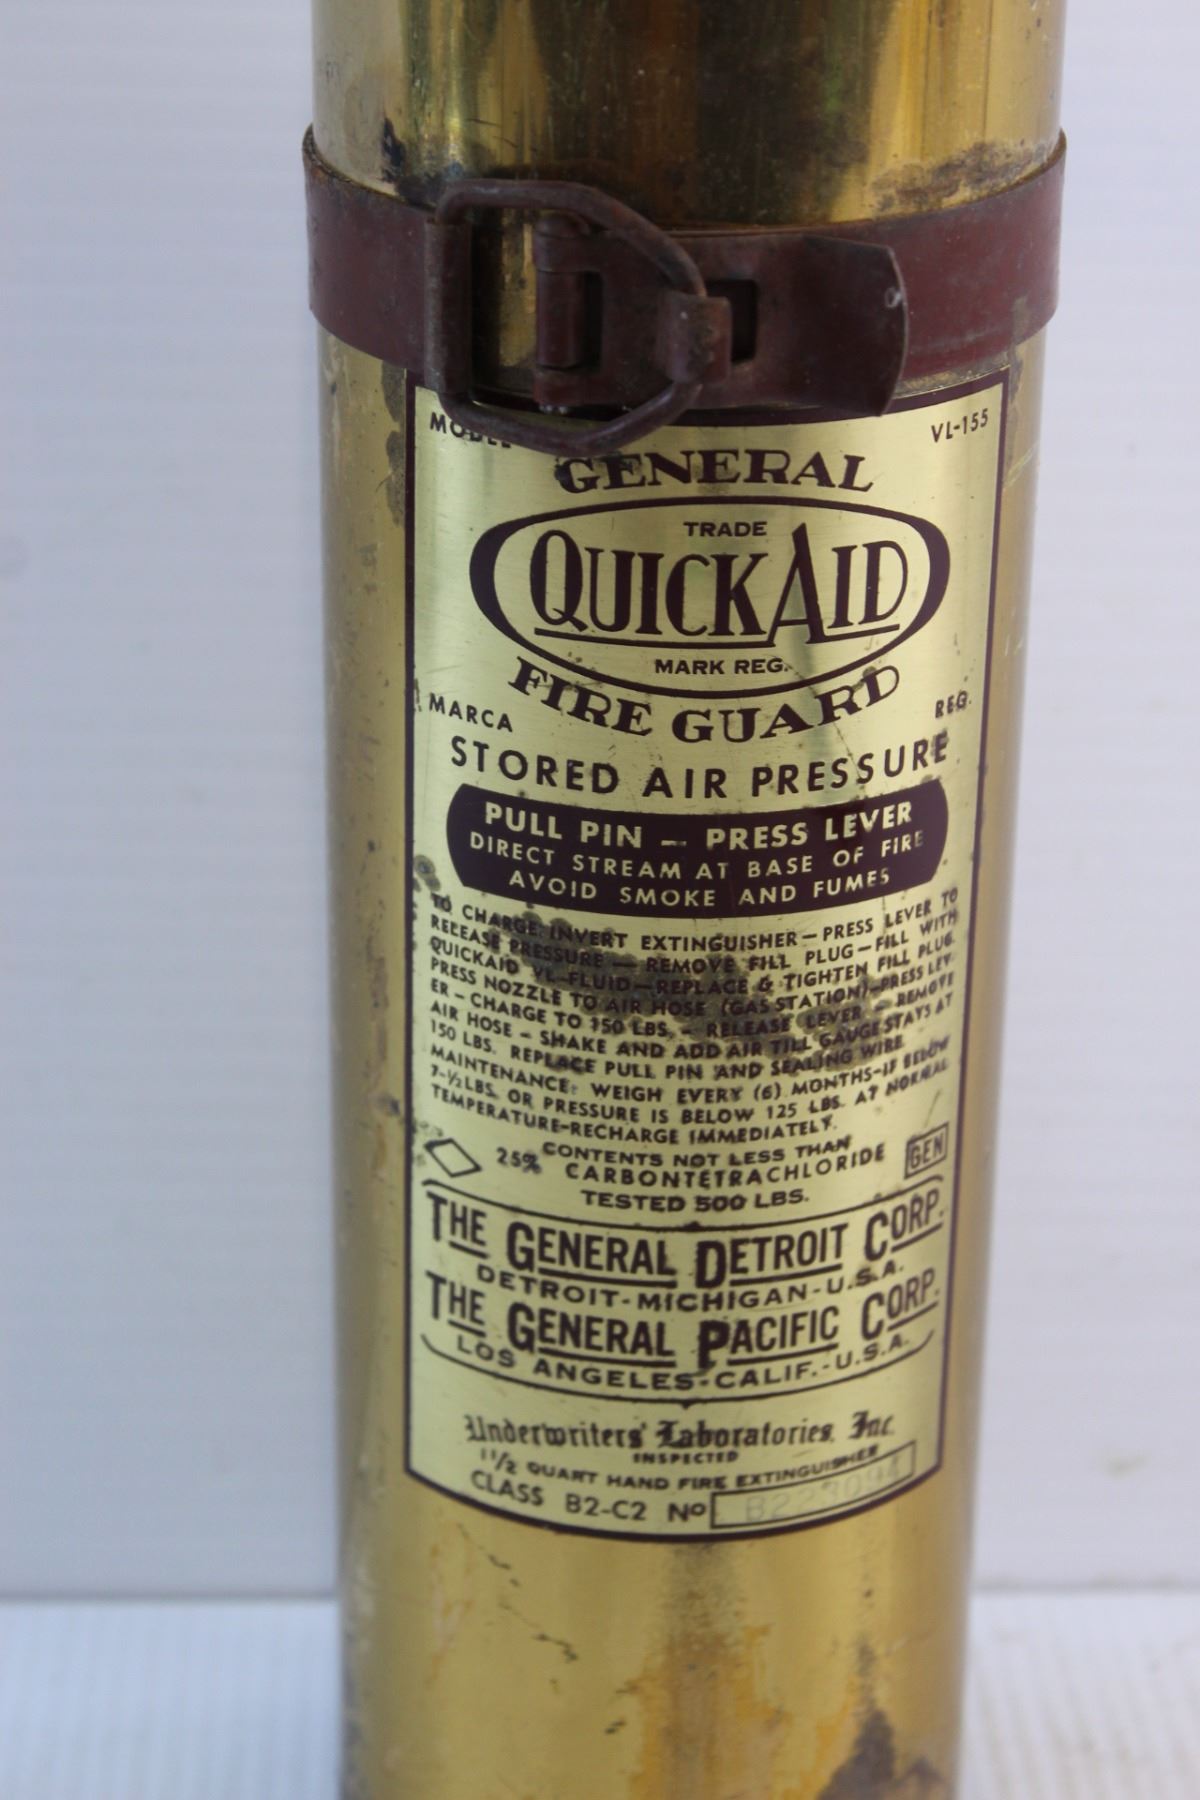 MODEL VL-155
GENERAL
TRADE
QUICKAID
MARK REG.
FIRE GUARD
MARCA REG.
STORED AIR PRESSURE
PULL PIN - PRESS LEVER
DIRECT STREAM AT BASE OF FIRE
AVOID SMOKE AND FUMES
TO CHARGE: INVERT EXTINGUISHER - PRESS LEVER TO
RELEASE PRESSURE - REMOVE FILL PLUG - FILL WITH
QUICKAID VL-FLUID - REPLACE & TIGHTEN FILL PLUG.
PRESS NOZZLE TO AIR HOSE (GAS STATION) - PRESS LEV-
ER - CHARGE TO 150 LBS. - RELEASE LEVER - REMOVE
AIR HOSE - SHAKE AND ADD AIR TILL GAUGE STAYS AT
150 LBS. REPLACE PULL PIN AND SEALING WIRE.
MAINTENANCE: WEIGH EVERY (6) MONTHS-IF BELOW
7-½ LBS. OR PRESSURE IS BELOW 125 LBS. AT NORMAL
TEMPERATURE-RECHARGE IMMEDIATELY.
CONTENTS NOT LESS THAN
25% CARBONTETRACHLORIDE GEN
TESTED 500 LBS.
THE GENERAL DETROIT CORP.
DETROIT-MICHIGAN-U.S.A.
THE GENERAL PACIFIC CORP.
LOS ANGELES-CALIF.-U.S.A.
Underwriters' Laboratories, Inc.
INSPECTED
1½ QUART HAND FIRE EXTINGUISHER
CLASS B2-C2 No